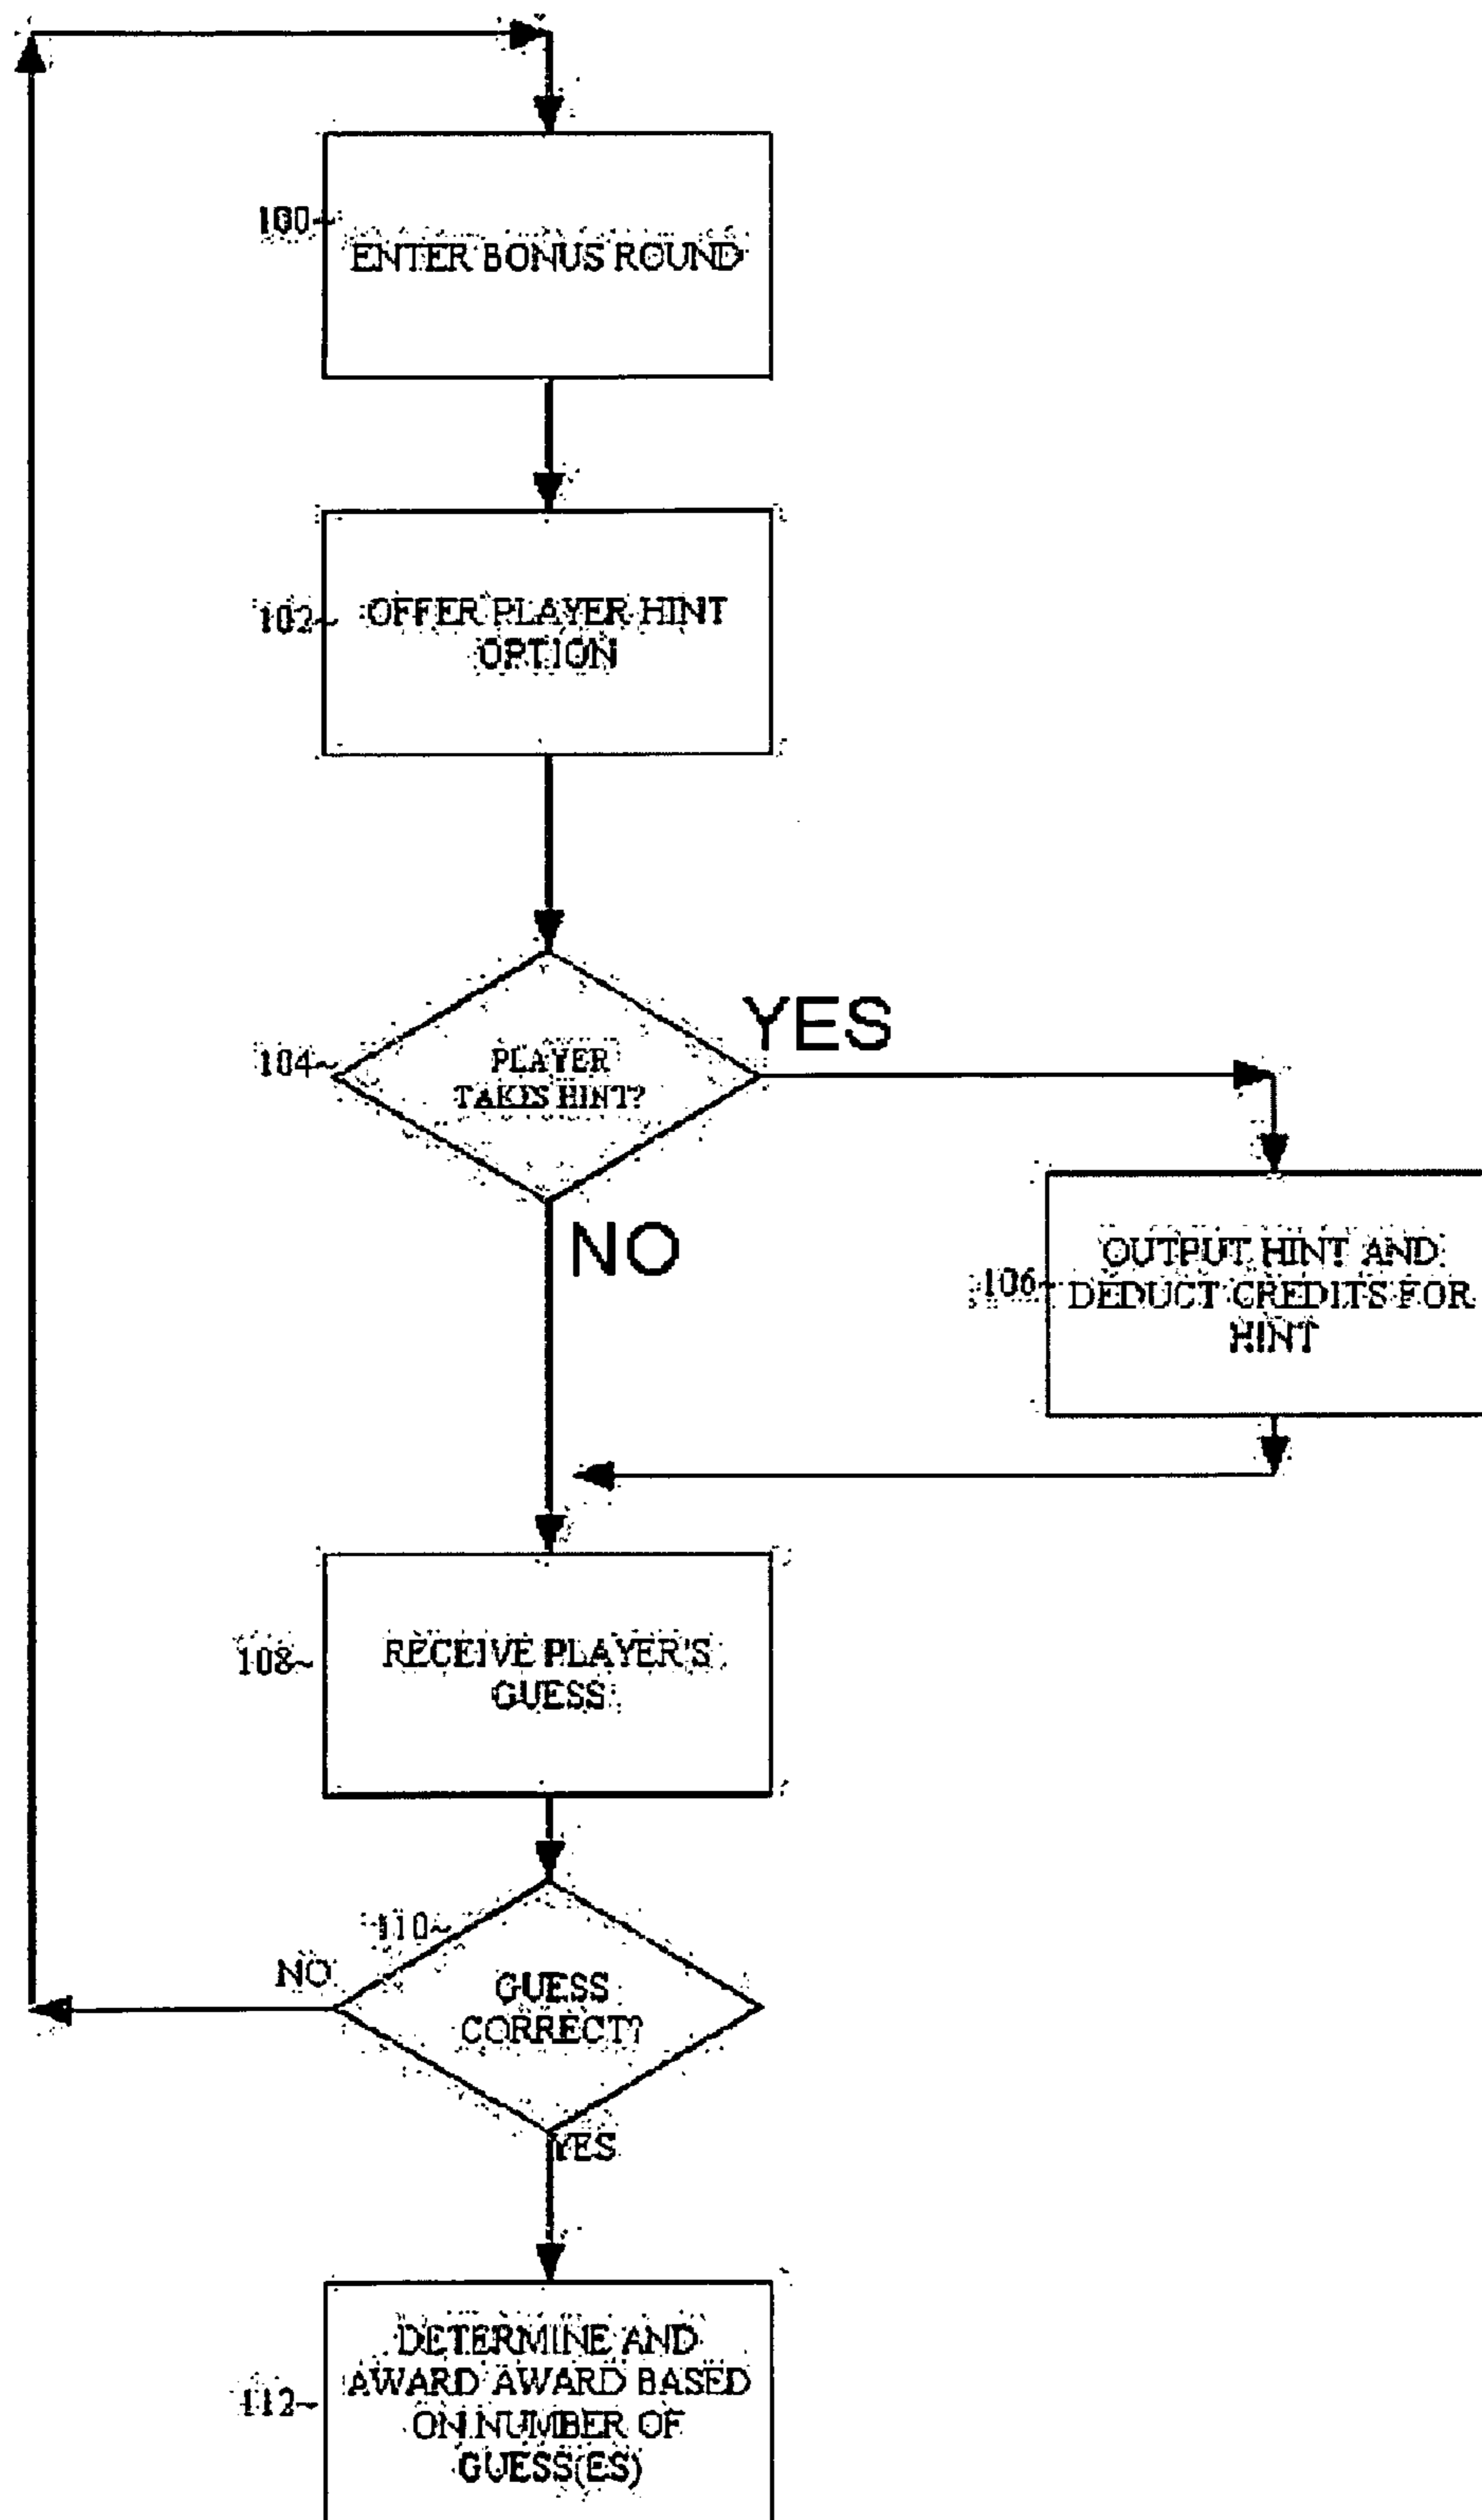 100~
ENTER BONUS ROUND
102~
OFFER PLAYER HINT
OPTION
104~
PLAYER
TAKES HINT?
YES
NO
106~
OUTPUT HINT AND
DEDUCT CREDITS FOR
HINT
108~
RECEIVE PLAYER'S
GUESS
110~
NO
GUESS
CORRECT?
YES
112~
DETERMINE AND
AWARD AWARD BASED
ON NUMBER OF
GUESS(ES)